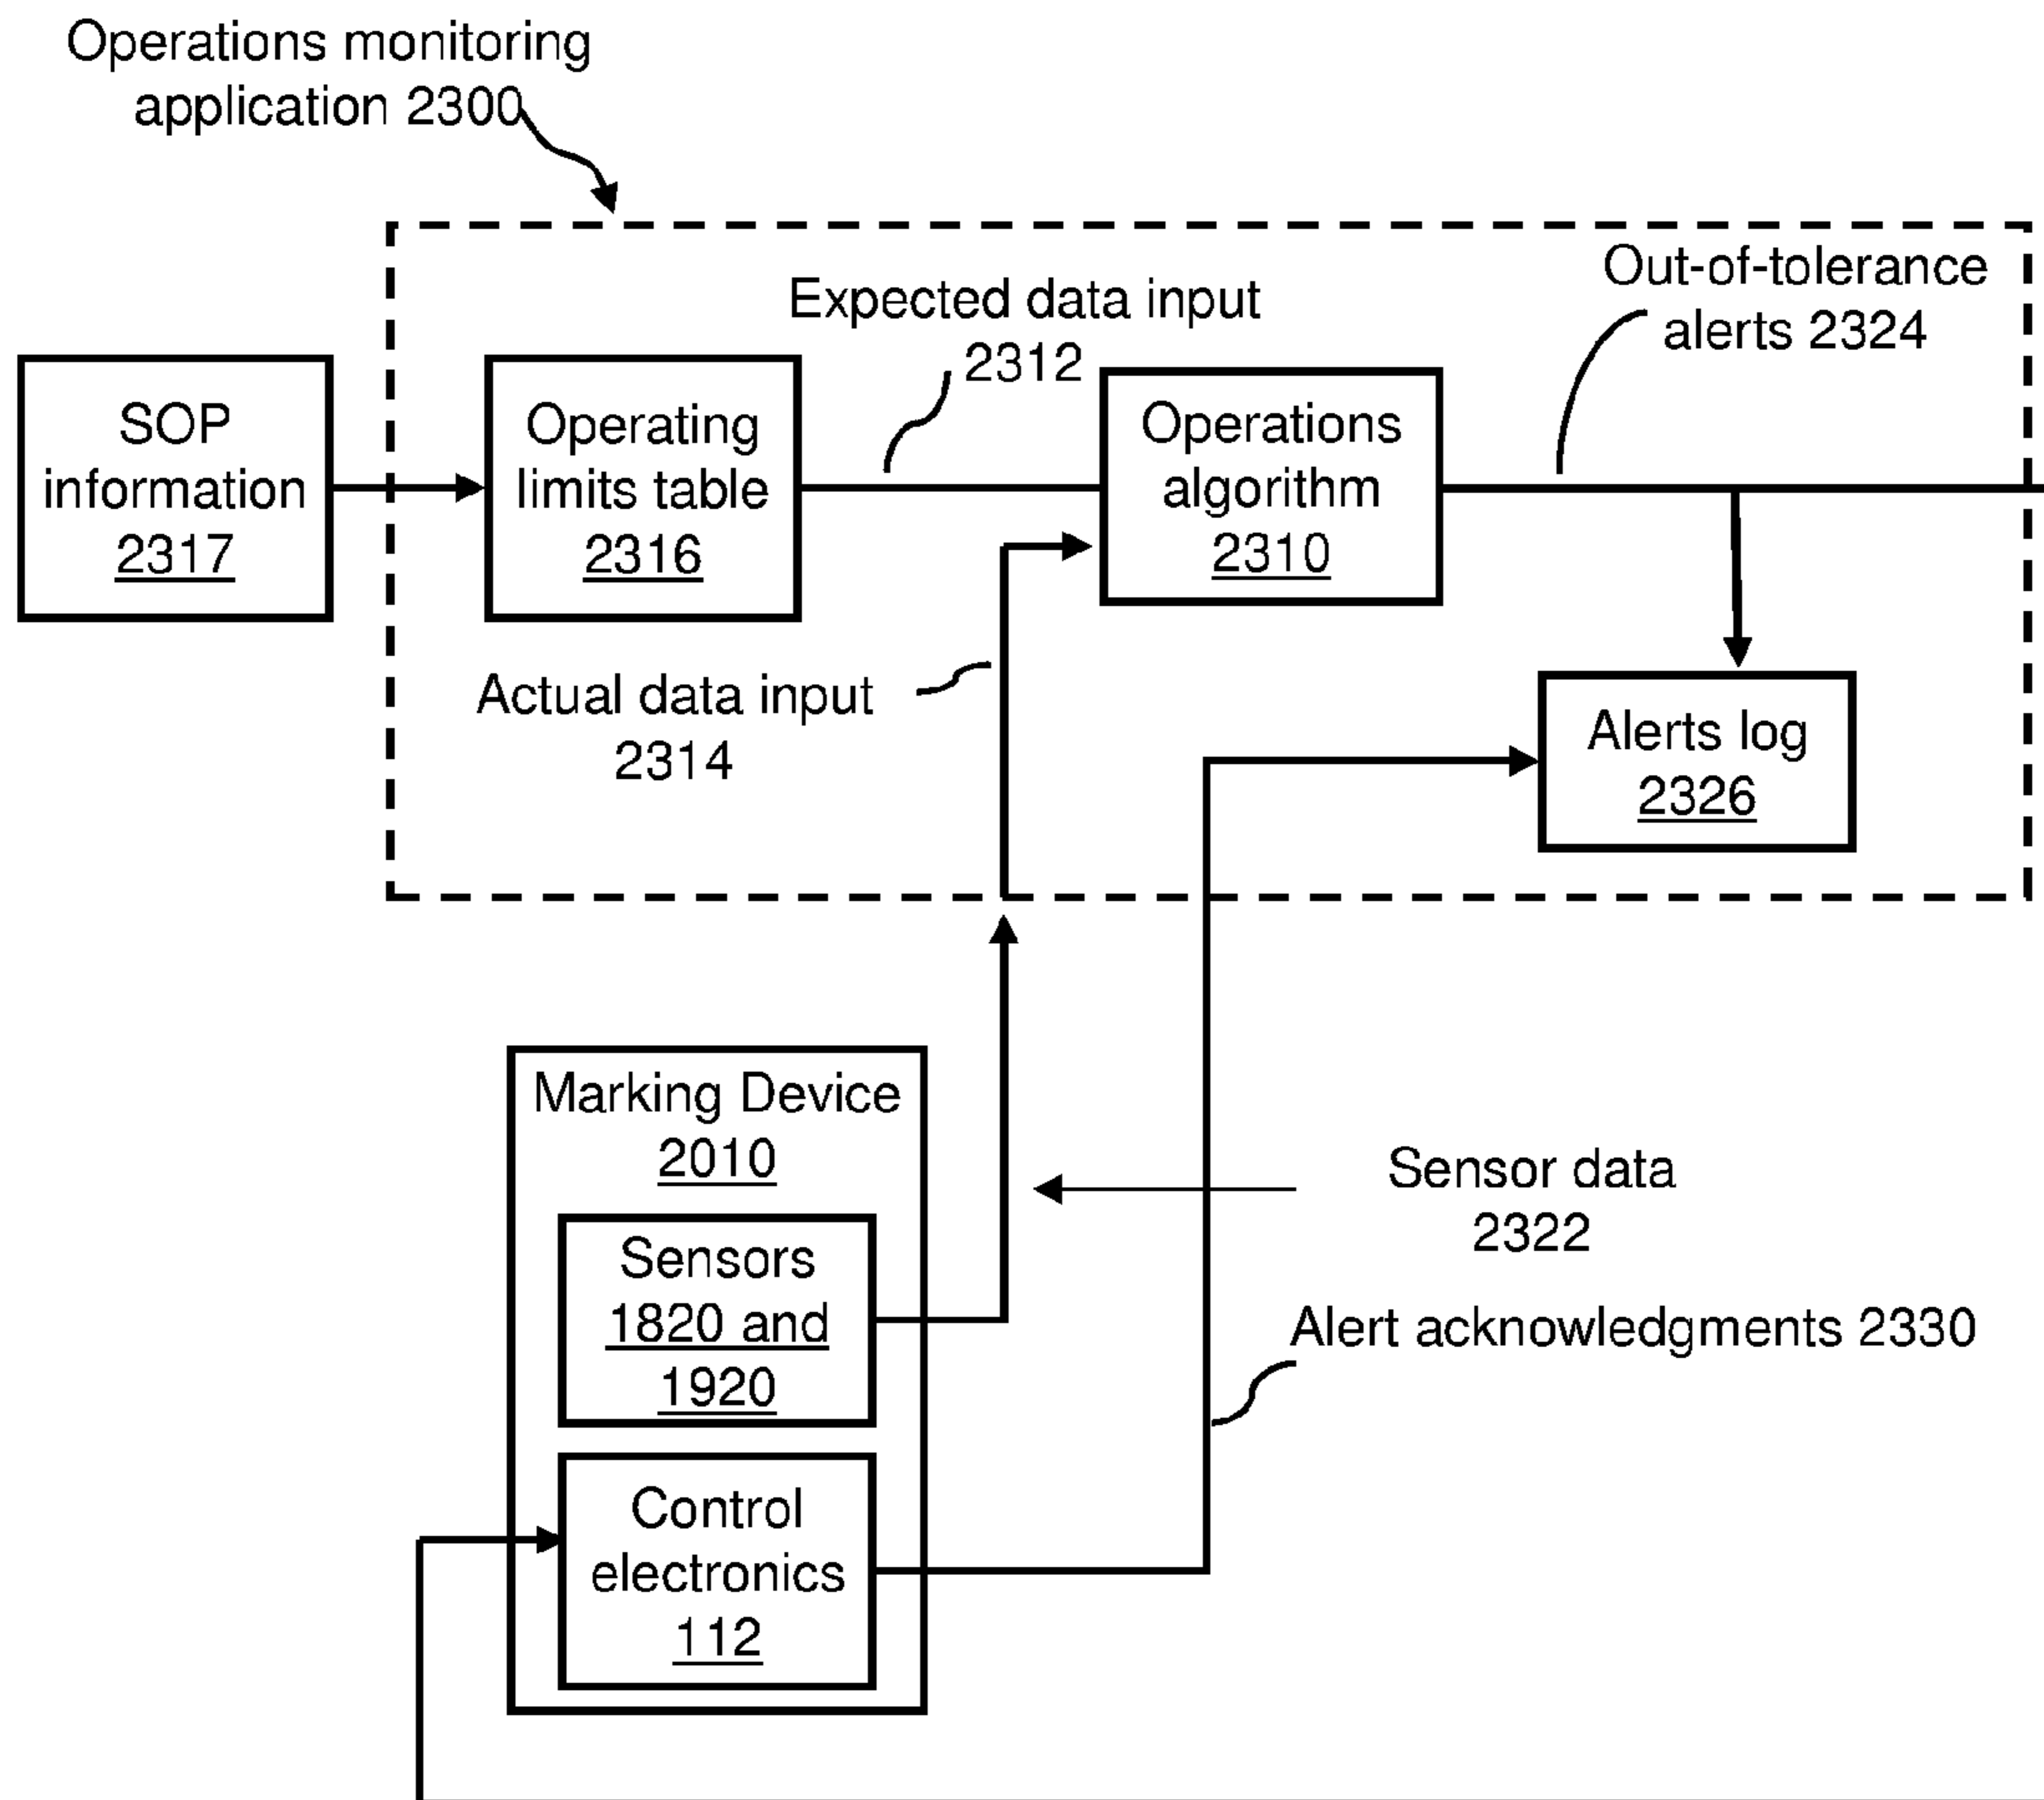 Operations monitoring
application 2300
Out-of-tolerance
alerts 2324
Expected data input
2312
SOP
information
2317
Operating
limits table
2316
Operations
algorithm
2310
Actual data input
2314
Alerts log
2326
Marking Device
2010
Sensors
1820 and
1920
Sensor data
2322
Alert acknowledgments 2330
Control
electronics
112